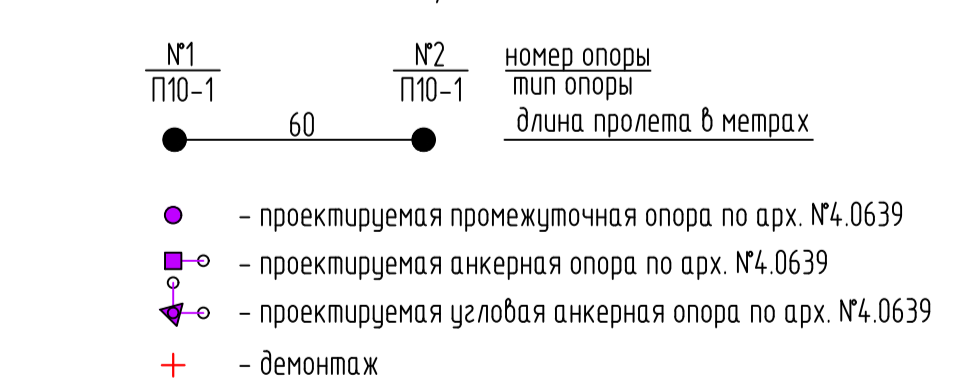 №1 №2 номер опоры
П10-1 П10-1 тип опоры
60 длина пролета в метрах
- проектируемая промежуточная опора по арх. №4.0639
- проектируемая анкерная опора по арх. №4.0639
- проектируемая угловая анкерная опора по арх. №4.0639
- демонтаж